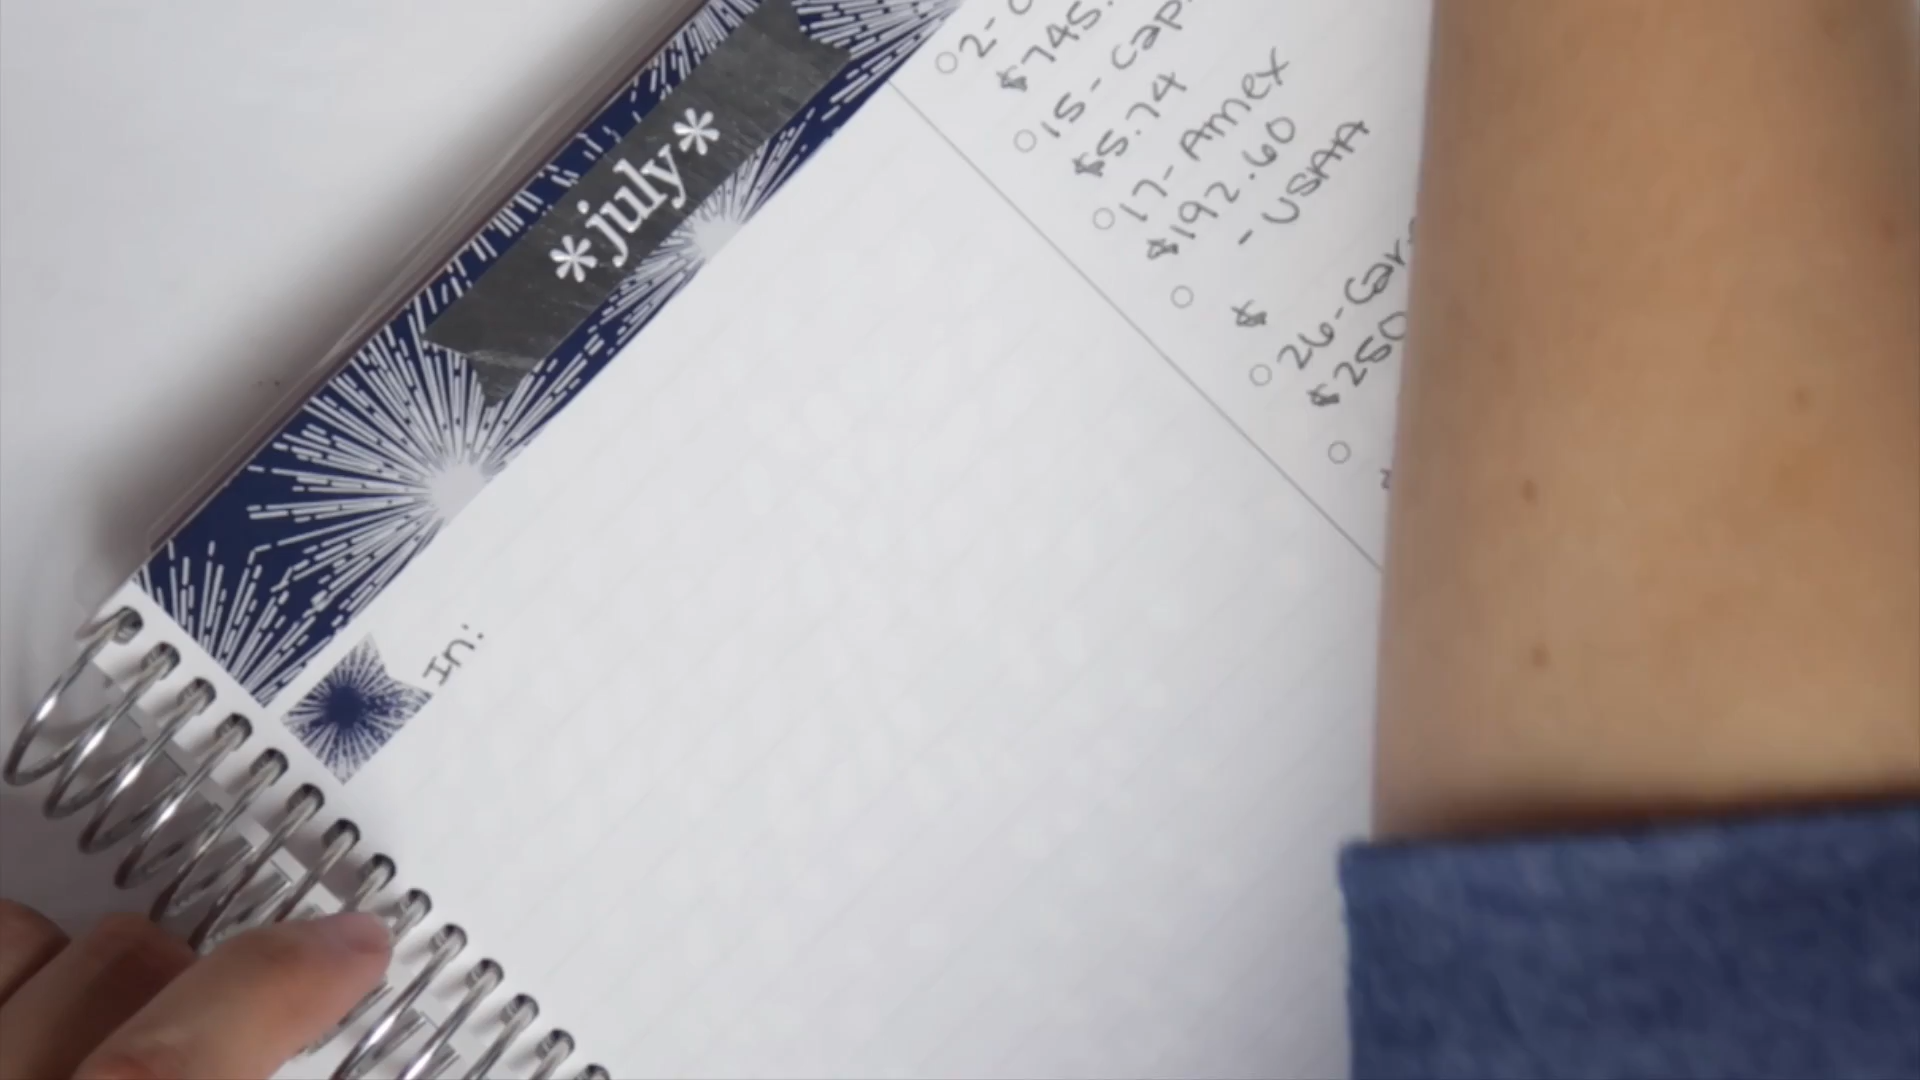 *july*
In:
2-
$745.
15- Cap
$5.74
17- Amex
$192.60
- USAA
$
26- Car
$250